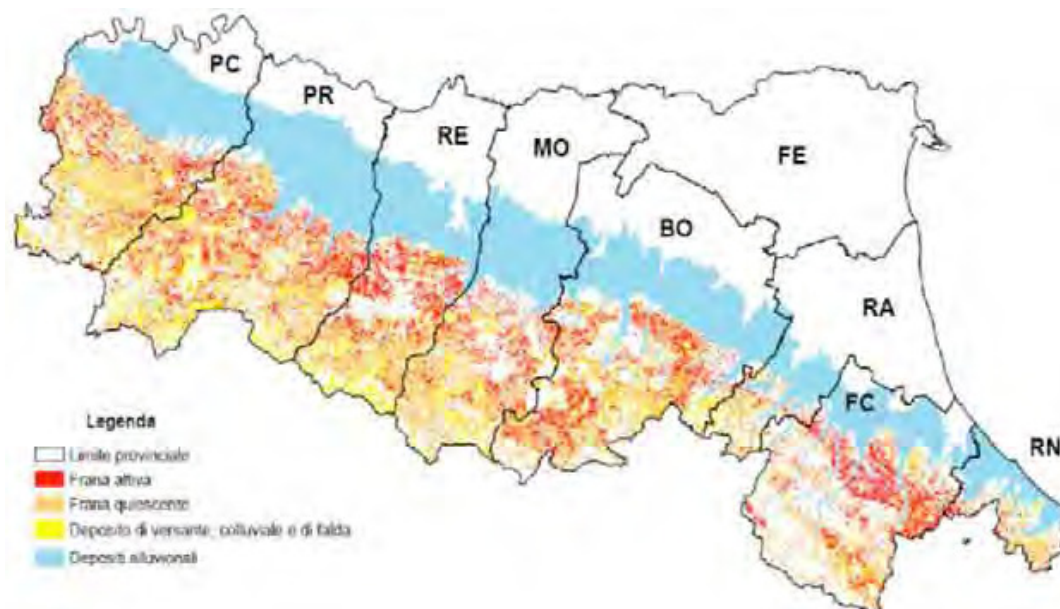 PC
PR
RE
MO
FE
BO
RA
FC
RN
Legenda
Limite provinciale
Frana attiva
Frana quiescente
Deposito di versante, colluviale e di falda
Depositi alluvionali